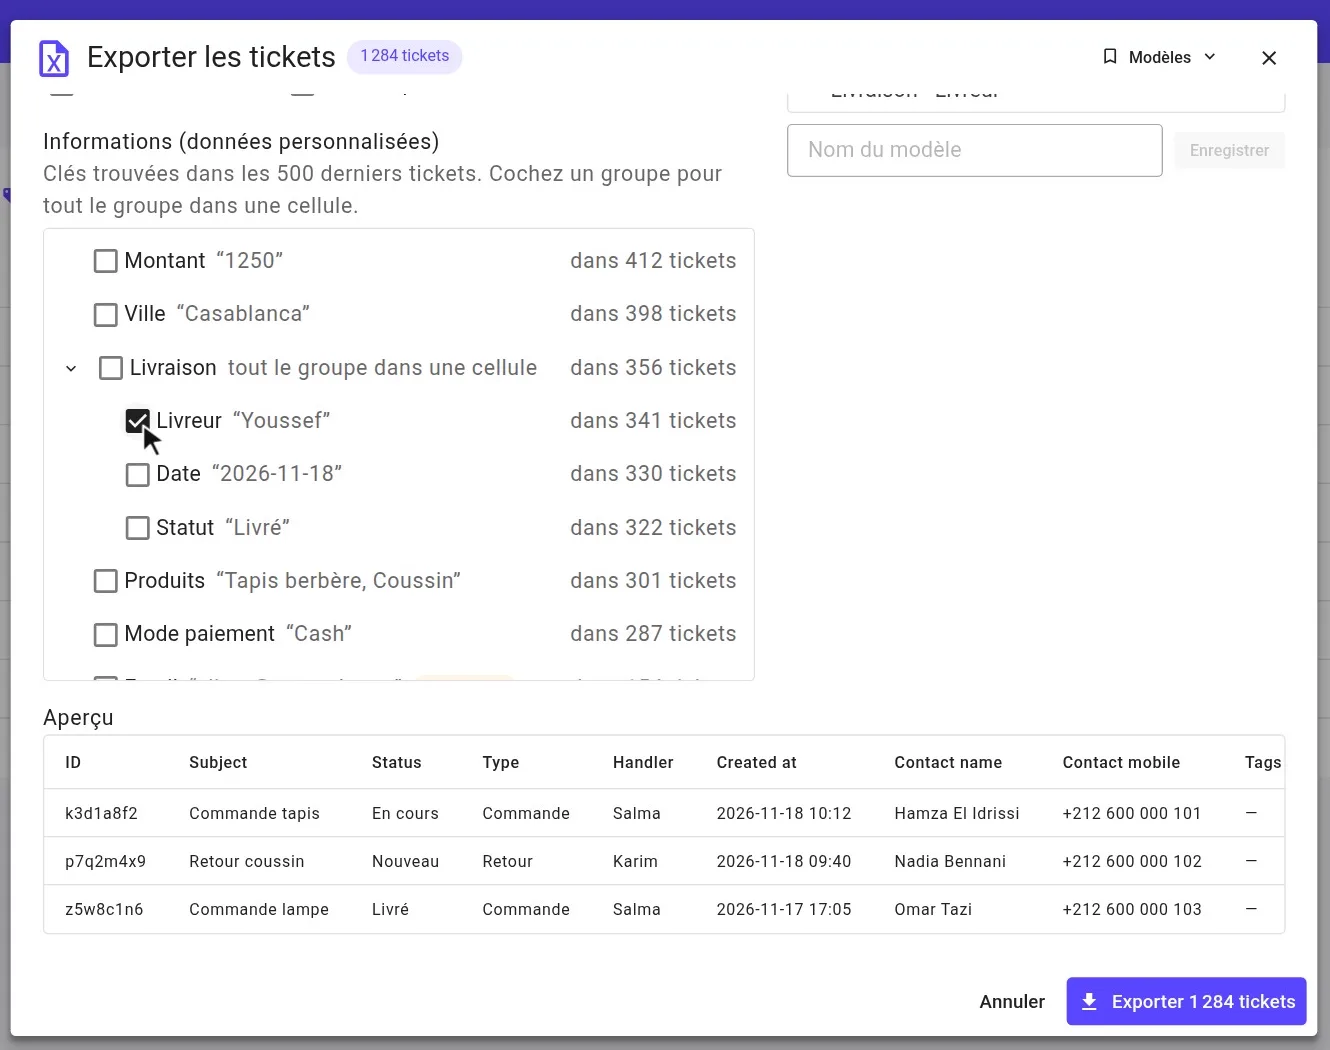 Exporter les tickets
1 284 tickets
Modèles
Livraison - Livreur
Informations (données personnalisées)
Clés trouvées dans les 500 derniers tickets. Cochez un groupe pour
tout le groupe dans une cellule.
Nom du modèle
Enregistrer
Montant “1250” dans 412 tickets
Ville “Casablanca” dans 398 tickets
Livraison tout le groupe dans une cellule dans 356 tickets
Livreur “Youssef” dans 341 tickets
Date “2026-11-18” dans 330 tickets
Statut “Livré” dans 322 tickets
Produits “Tapis berbère, Coussin” dans 301 tickets
Mode paiement “Cash” dans 287 tickets
Aperçu
ID Subject Status Type Handler Created at Contact name Contact mobile Tags
k3d1a8f2 Commande tapis En cours Commande Salma 2026-11-18 10:12 Hamza El Idrissi +212 600 000 101 —
p7q2m4x9 Retour coussin Nouveau Retour Karim 2026-11-18 09:40 Nadia Bennani +212 600 000 102 —
z5w8c1n6 Commande lampe Livré Commande Salma 2026-11-17 17:05 Omar Tazi +212 600 000 103 —
Annuler
Exporter 1 284 tickets